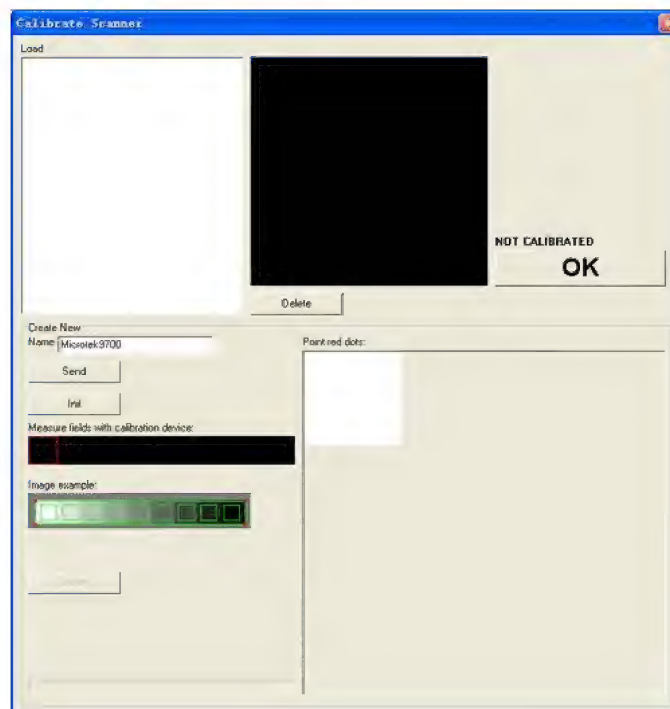 Calibrate Scanner
Load
NOT CALIBRATED
OK
Delete
Create New
Name Microtek9700
Point red dots:
Send
Init
Measure fields with calibration device:
Image example: